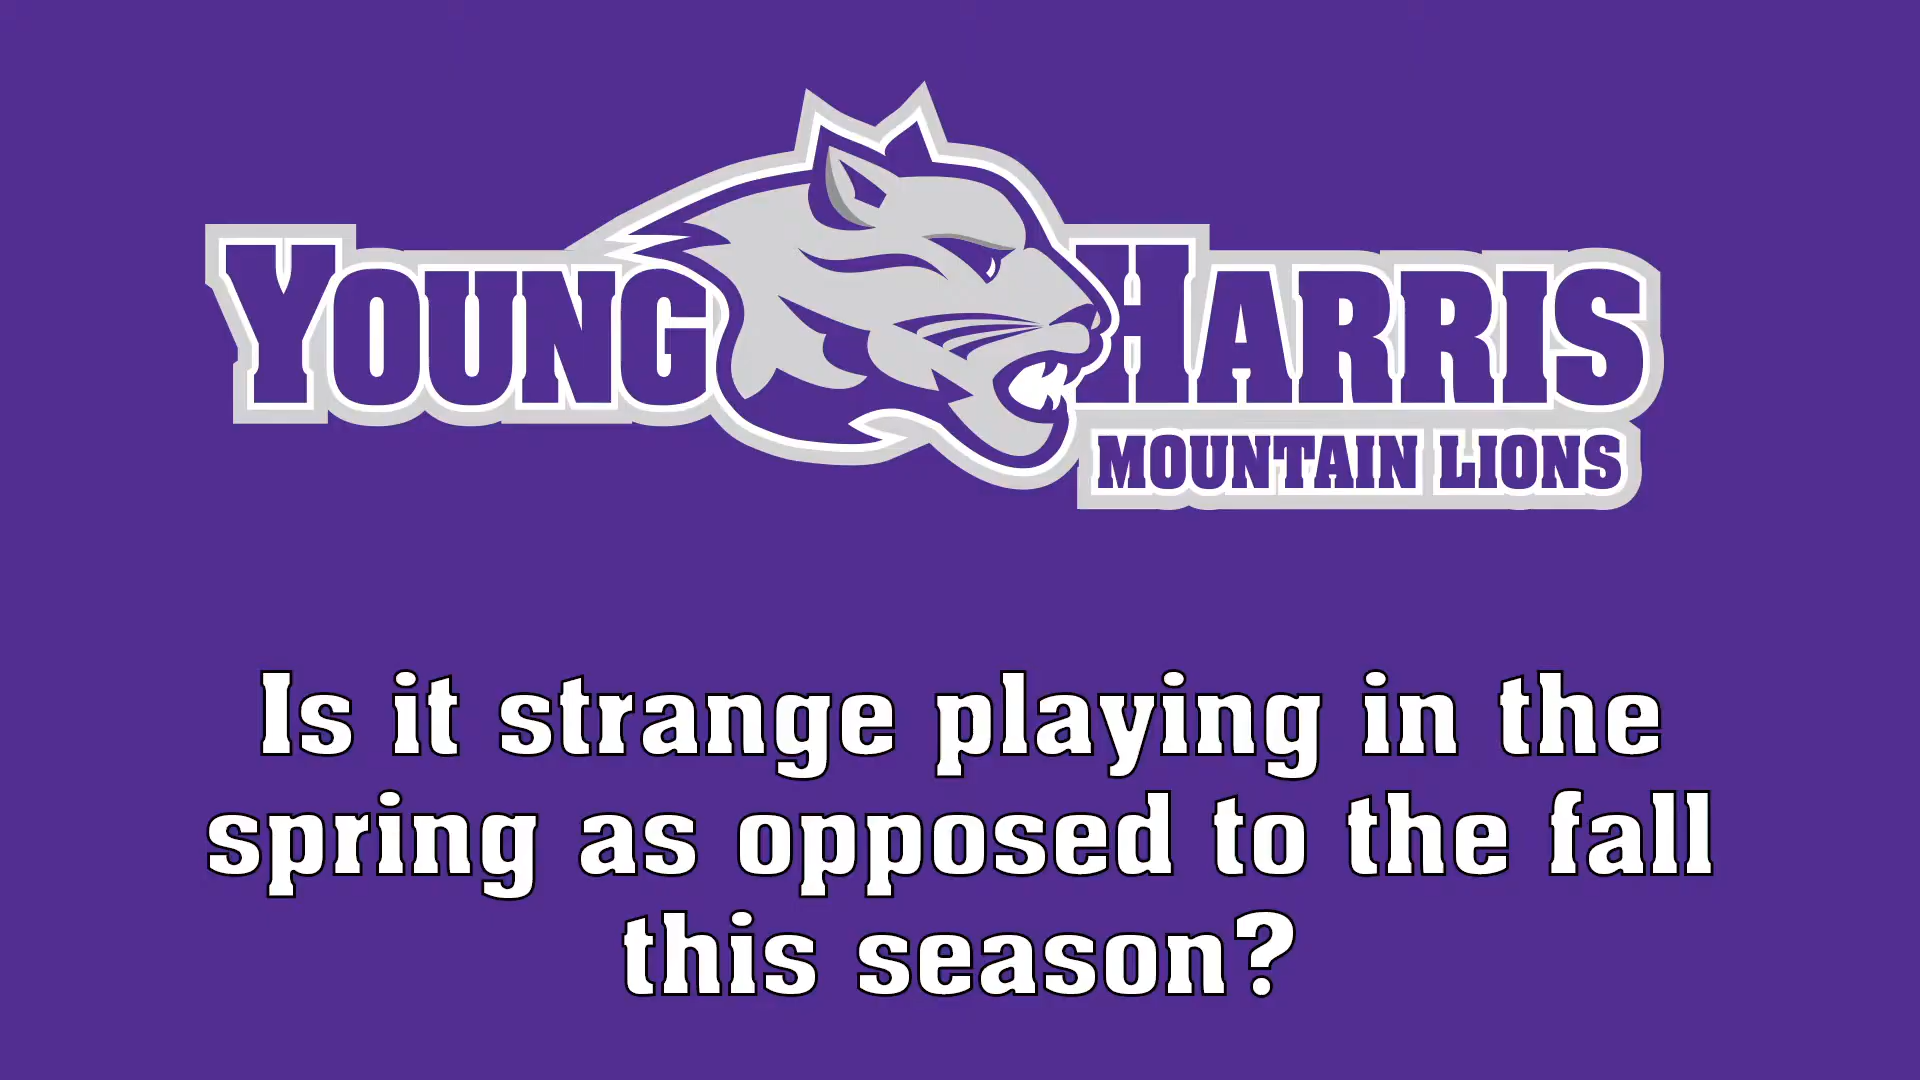 YOUNG HARRIS
MOUNTAIN LIONS
Is it strange playing in the
spring as opposed to the fall
this season?